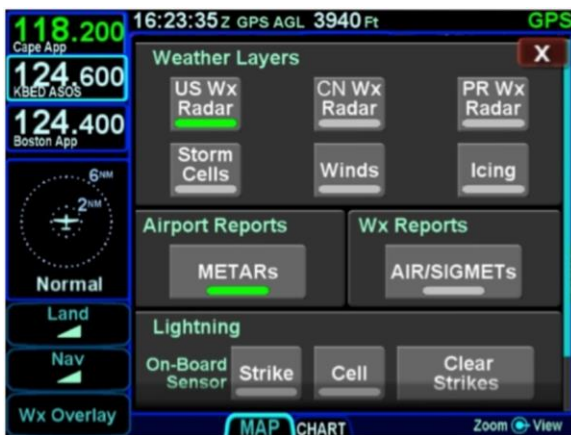 118.200
Cape App
124.600
KBED ASOS
124.400
Boston App
6NM
2NM
Normal
Land
Nav
Wx Overlay
16:23:35 Z GPS AGL 3940 Ft
GPS
Weather Layers
X
US Wx
Radar
CN Wx
Radar
PR Wx
Radar
Storm
Cells
Winds
Icing
Airport Reports
METARs
Wx Reports
AIR/SIGMETs
Lightning
On-Board
Sensor
Strike
Cell
Clear
Strikes
MAP
CHART
Zoom
View